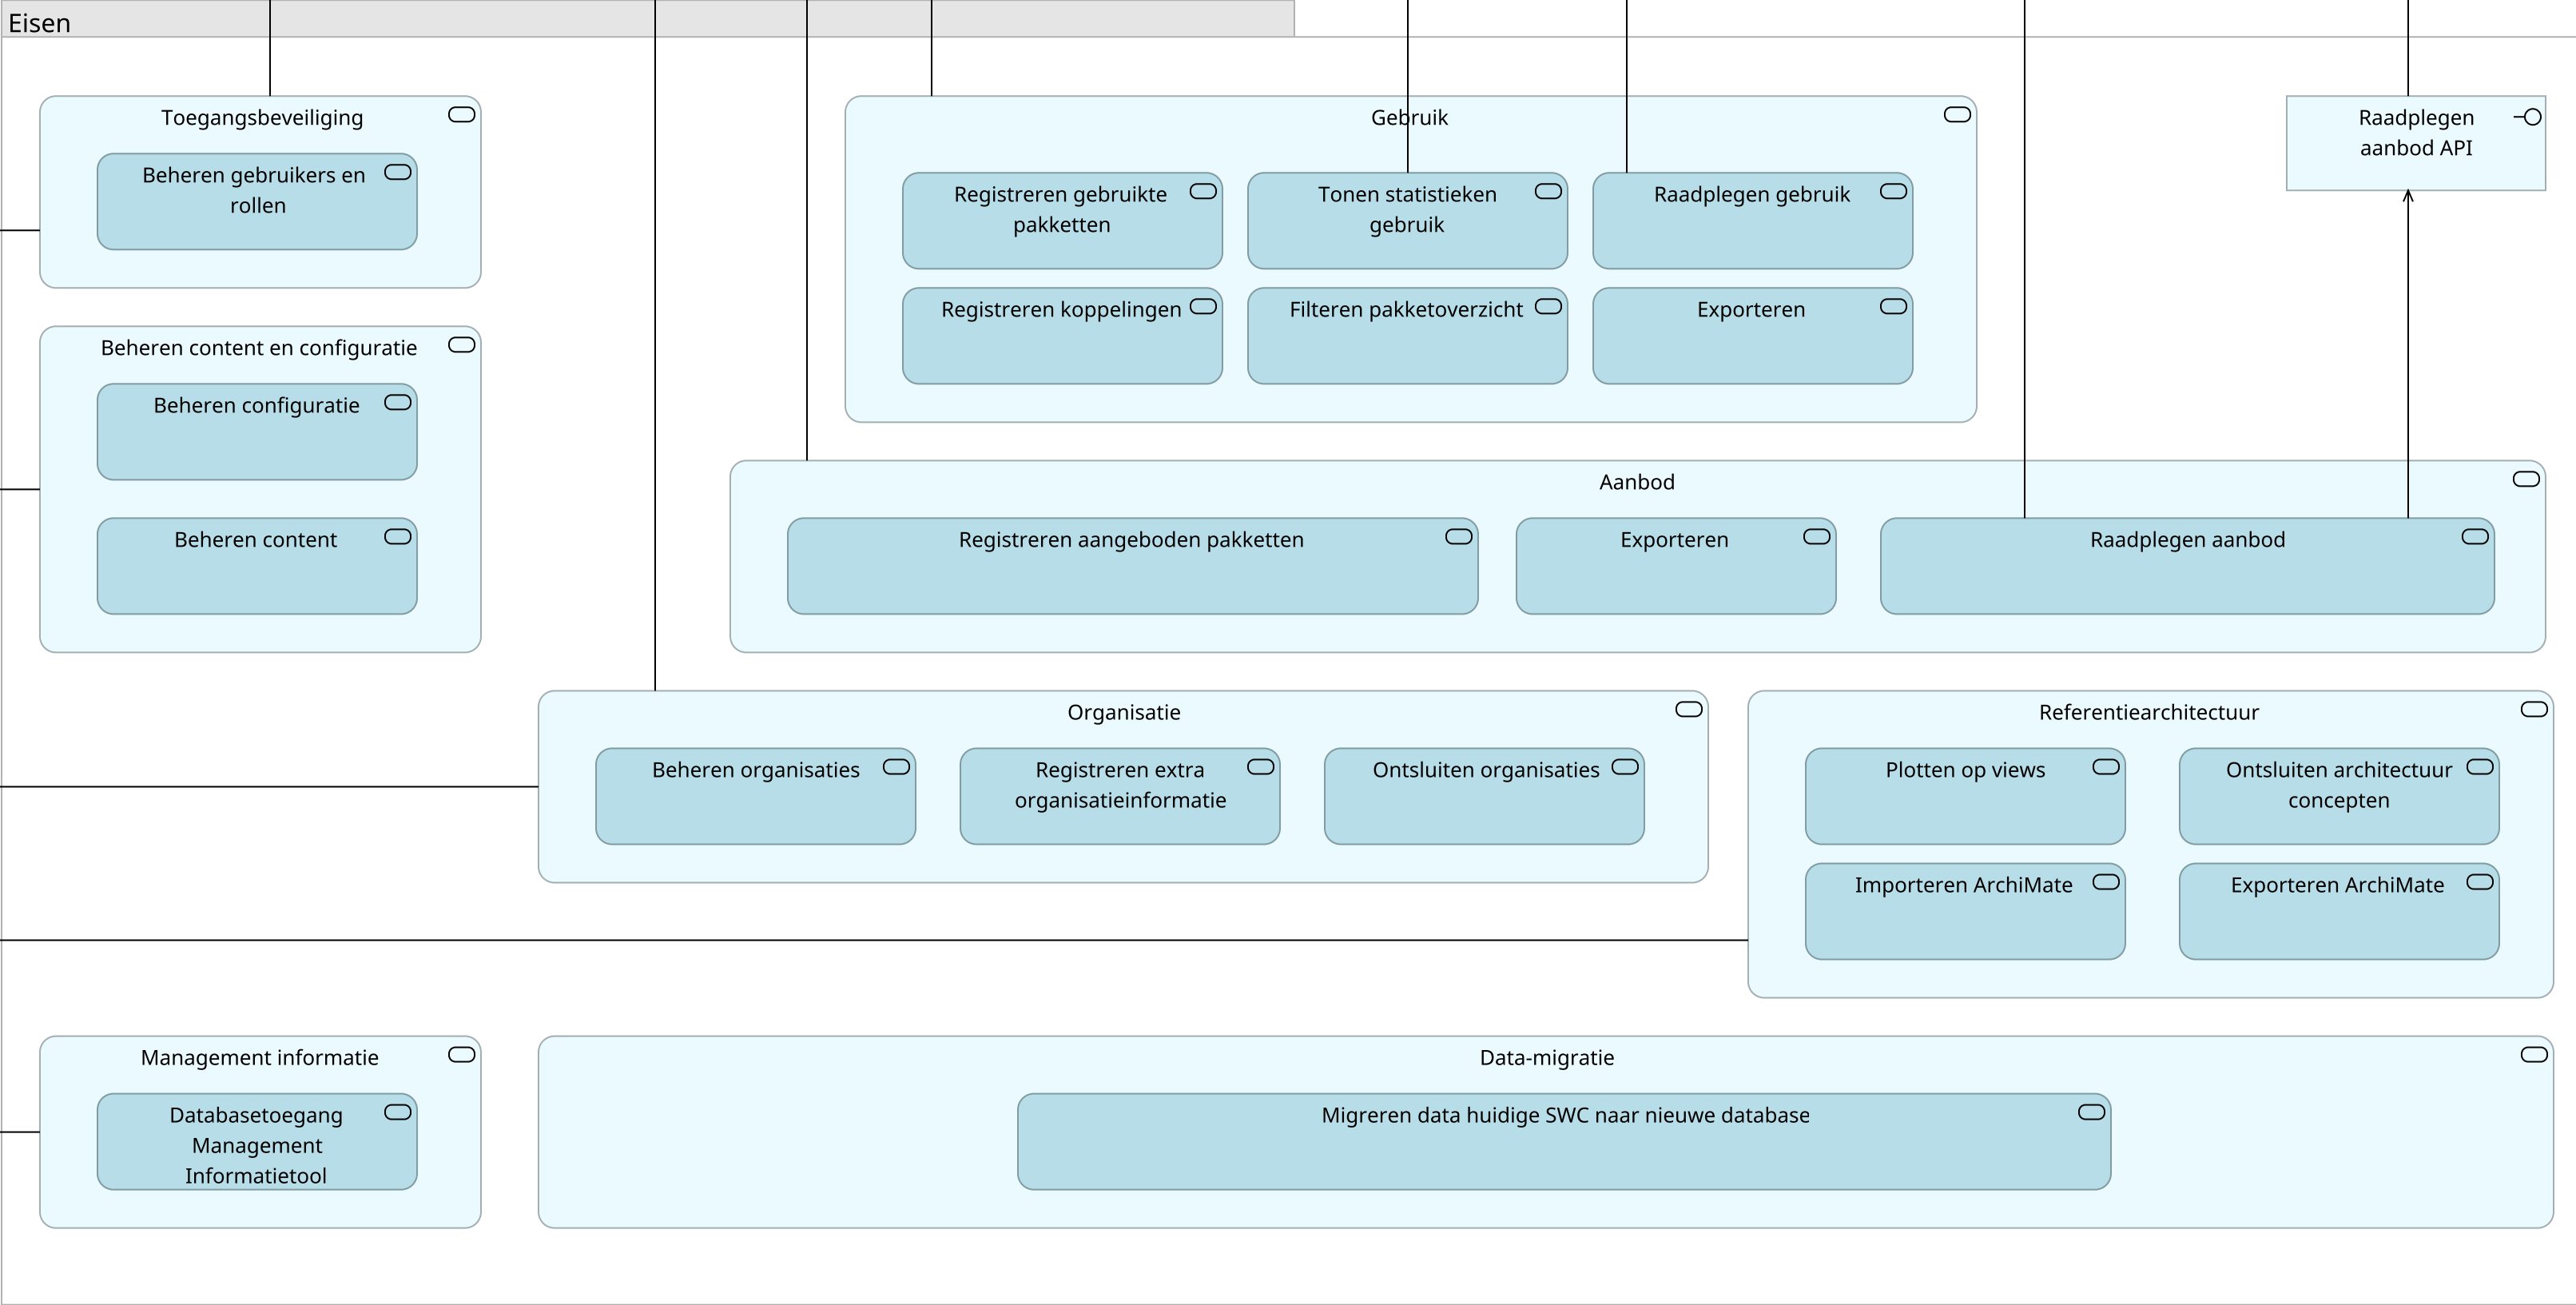 Eisen
Toegangsbeveiliging
Beheren gebruikers en
rollen
Beheren content en configuratie
Beheren configuratie
Beheren content
Gebruik
Registreren gebruikte
pakketten
Tonen statistieken
gebruik
Raadplegen gebruik
Registreren koppelingen
Filteren pakketoverzicht
Exporteren
Raadplegen
aanbod API
Aanbod
Registreren aangeboden pakketten
Exporteren
Raadplegen aanbod
Organisatie
Beheren organisaties
Registreren extra
organisatieinformatie
Ontsluiten organisaties
Referentiearchitectuur
Plotten op views
Ontsluiten architectuur
concepten
Importeren ArchiMate
Exporteren ArchiMate
Management informatie
Databasetoegang
Management
Informatietool
Data-migratie
Migreren data huidige SWC naar nieuwe database